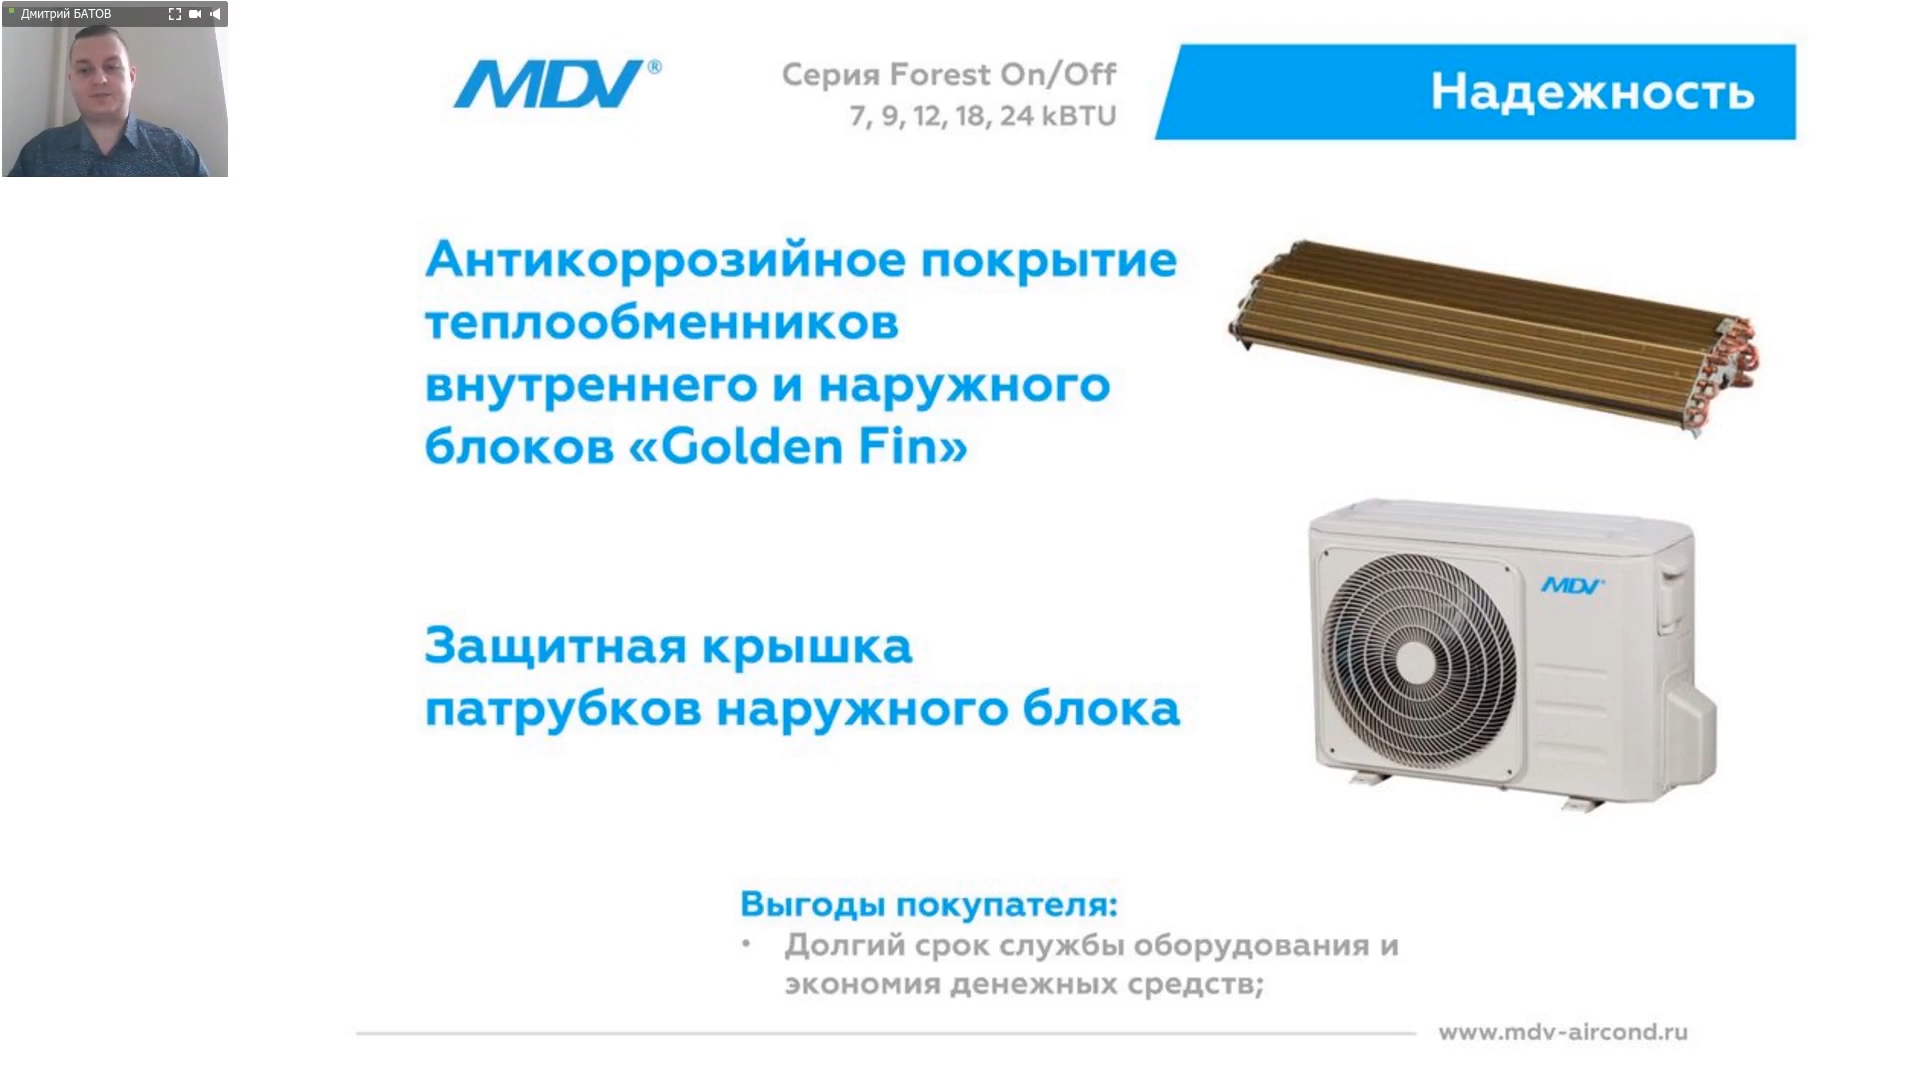 Дмитрий БАТОВ
MDV®
Серия Forest On/Off
7, 9, 12, 18, 24 kBTU
Надежность
Антикоррозийное покрытие
теплообменников
внутреннего и наружного
блоков «Golden Fin»
MDV
Защитная крышка
патрубков наружного блока
Выгоды покупателя:
• Долгий срок службы оборудования и
экономия денежных средств;
www.mdv-aircond.ru